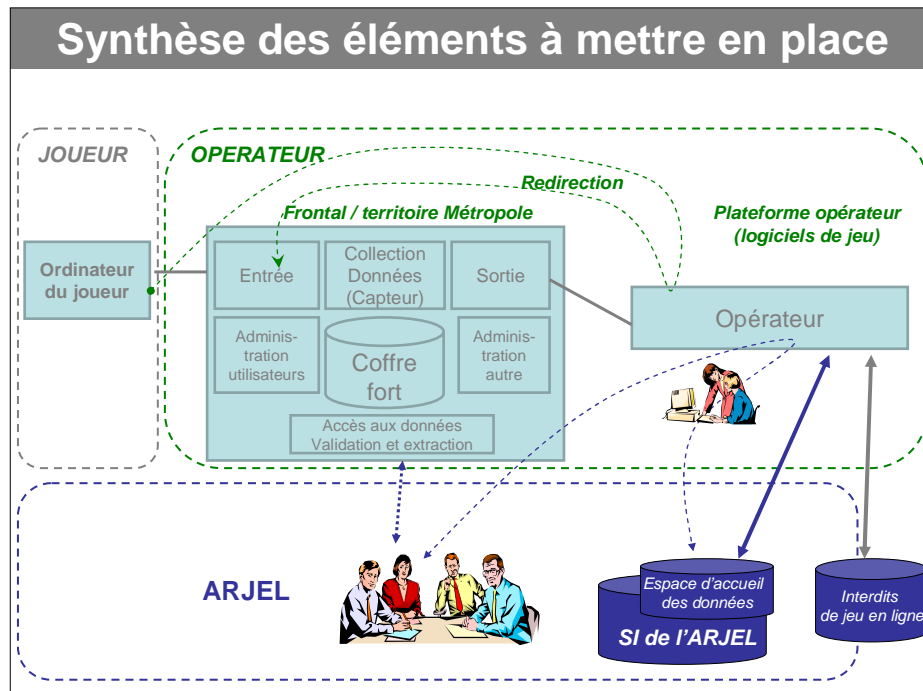 Synthèse des éléments à mettre en place
JOUEUR
OPERATEUR
Redirection
Frontal / territoire Métropole
Plateforme opérateur
(logiciels de jeu)
Ordinateur
du joueur
Entrée
Collection
Données
(Capteur)
Sortie
Opérateur
Adminis-
tration
utilisateurs
Coffre
fort
Adminis-
tration
autre
Accès aux données
Validation et extraction
ARJEL
Espace d'accueil
des données
SI de l'ARJEL
Interdits
de jeu en ligne